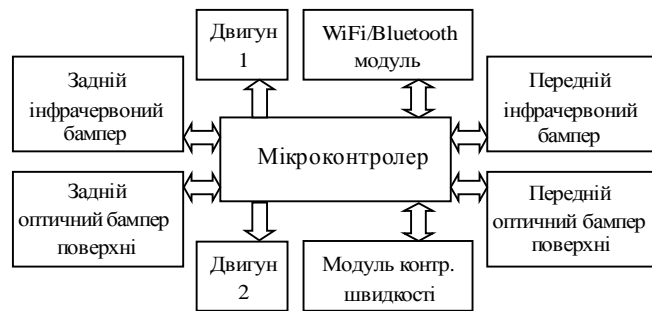 Двигун
1
WiFi/Bluetooth
модуль
Задній
інфрачервоний
бампер
Передній
інфрачервоний
бампер
Мікроконтролер
Задній
оптичний бампер
поверхні
Передній
оптичний бампер
поверхні
Двигун
2
Модуль контр.
швидкості